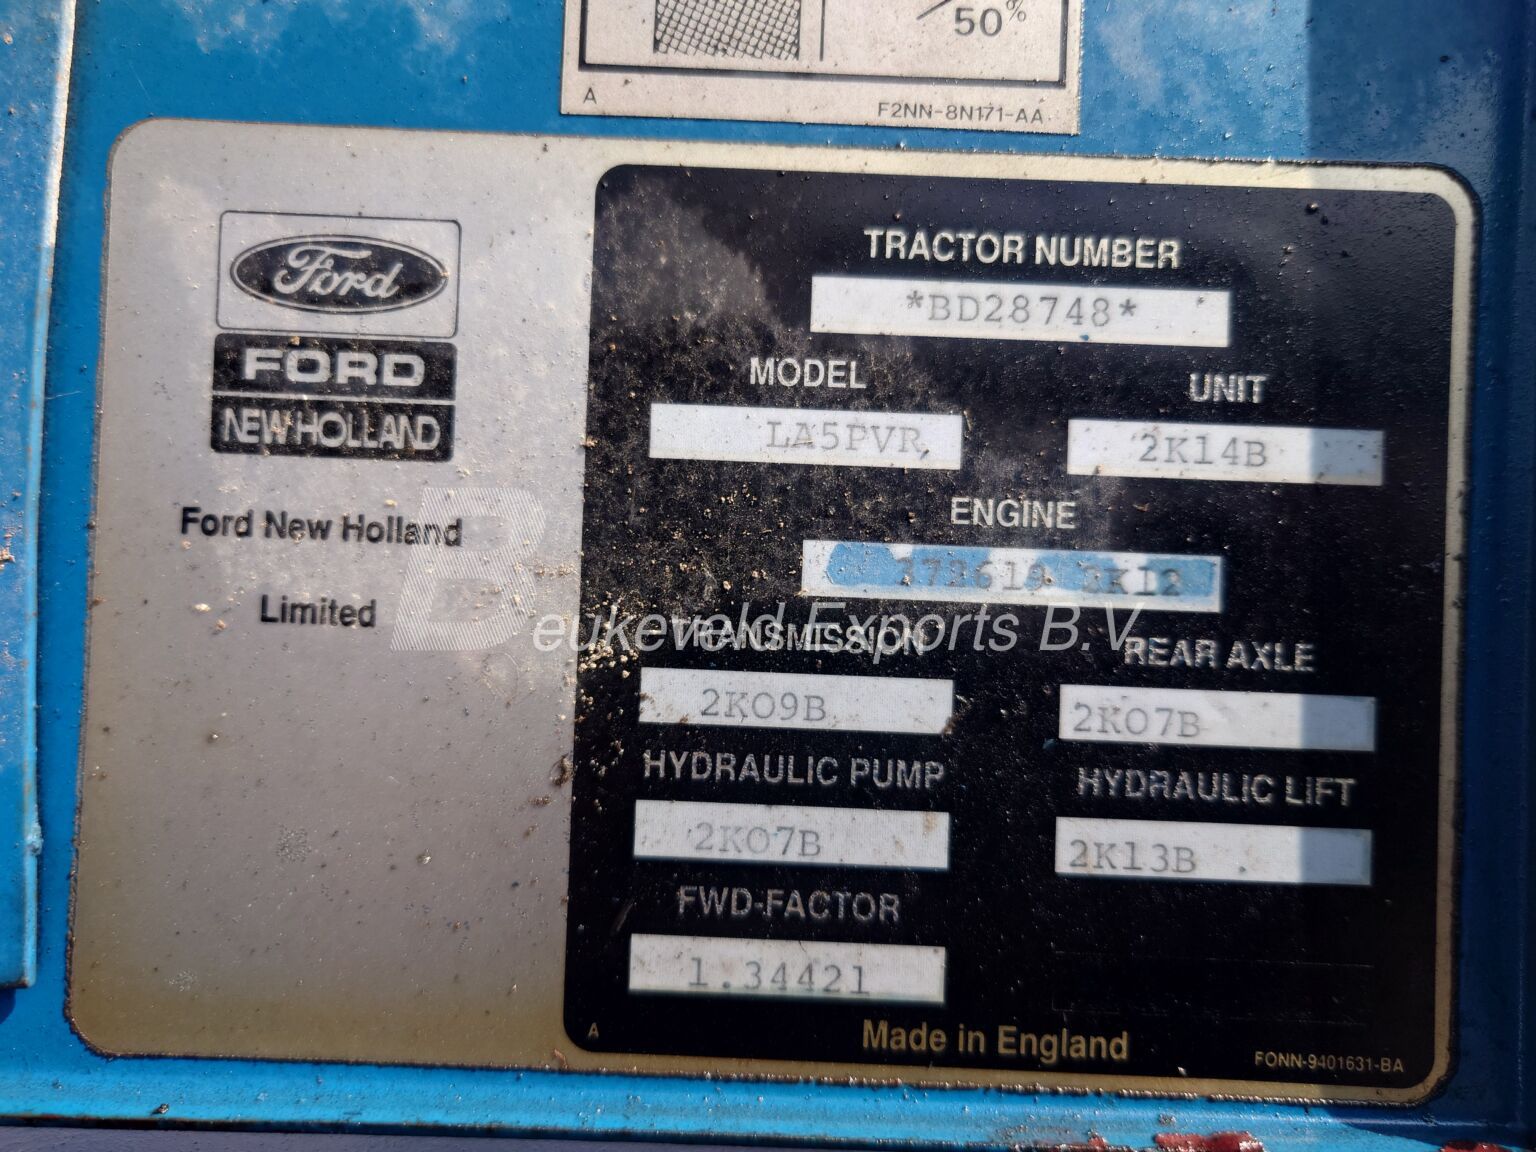 50%
A
F2NN-8N171-AA
Ford
FORD
NEW HOLLAND
Ford New Holland
Limited
TRACTOR NUMBER
*BD28748*
MODEL
UNIT
LA5PVR
2K14B
ENGINE
2K12
Beukeveld Exports B.V.
TRANSMISSION
REAR AXLE
2K09B
2K07B
HYDRAULIC PUMP
HYDRAULIC LIFT
2K07B
2K13B
FWD-FACTOR
1.34421
A
Made in England
FONN-9401631-BA